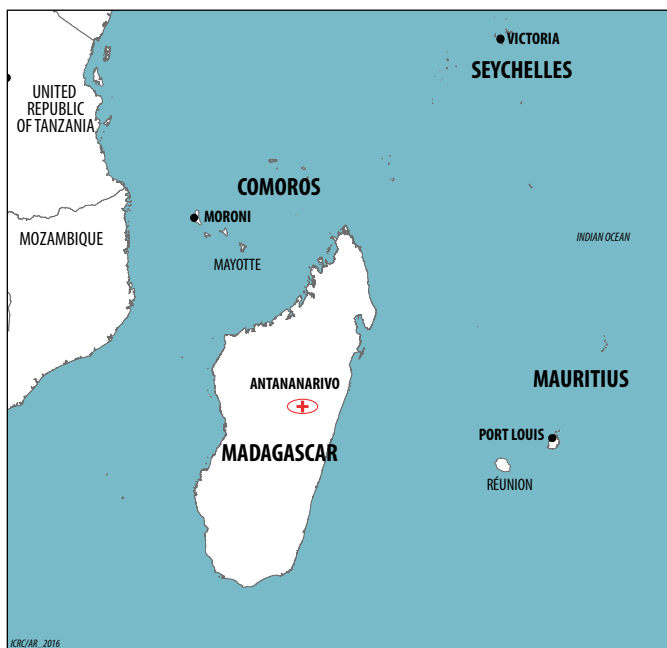 VICTORIA
SEYCHELLES
UNITED
REPUBLIC
OF TANZANIA
COMOROS
MORONI
MOZAMBIQUE
INDIAN OCEAN
MAYOTTE
MAURITIUS
ANTANANARIVO
PORT LOUIS
MADAGASCAR
RÉUNION
ICRC/AR_2016